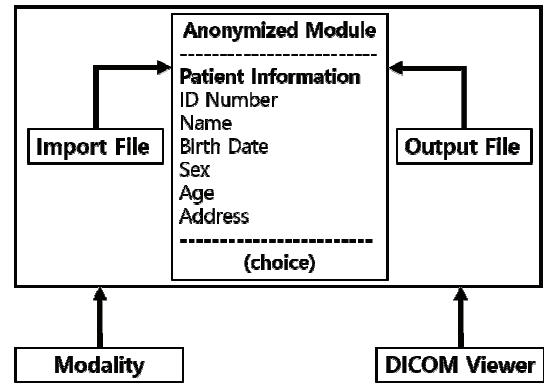 Anonymized Module
Patient Information
ID Number
Name
Birth Date
Sex
Age
Address
(choice)
Import File
Output File
Modality
DICOM Viewer